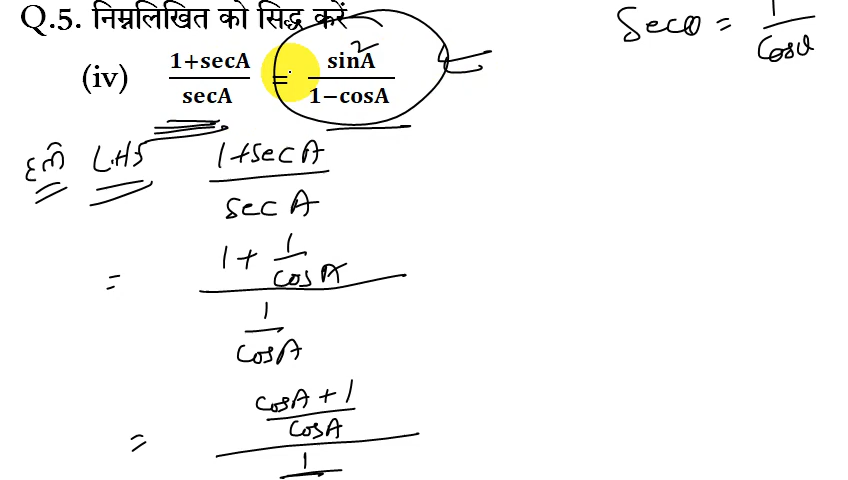 Q.5. निम्नलिखित को सिद्ध करें
secθ = 1/cosθ
(iv) (1+secA)/secA = sin²A/(1−cosA)
हल LHS (1+secA)/secA
= (1 + 1/cosA)/(1/cosA)
= ((cosA+1)/cosA)/(1/